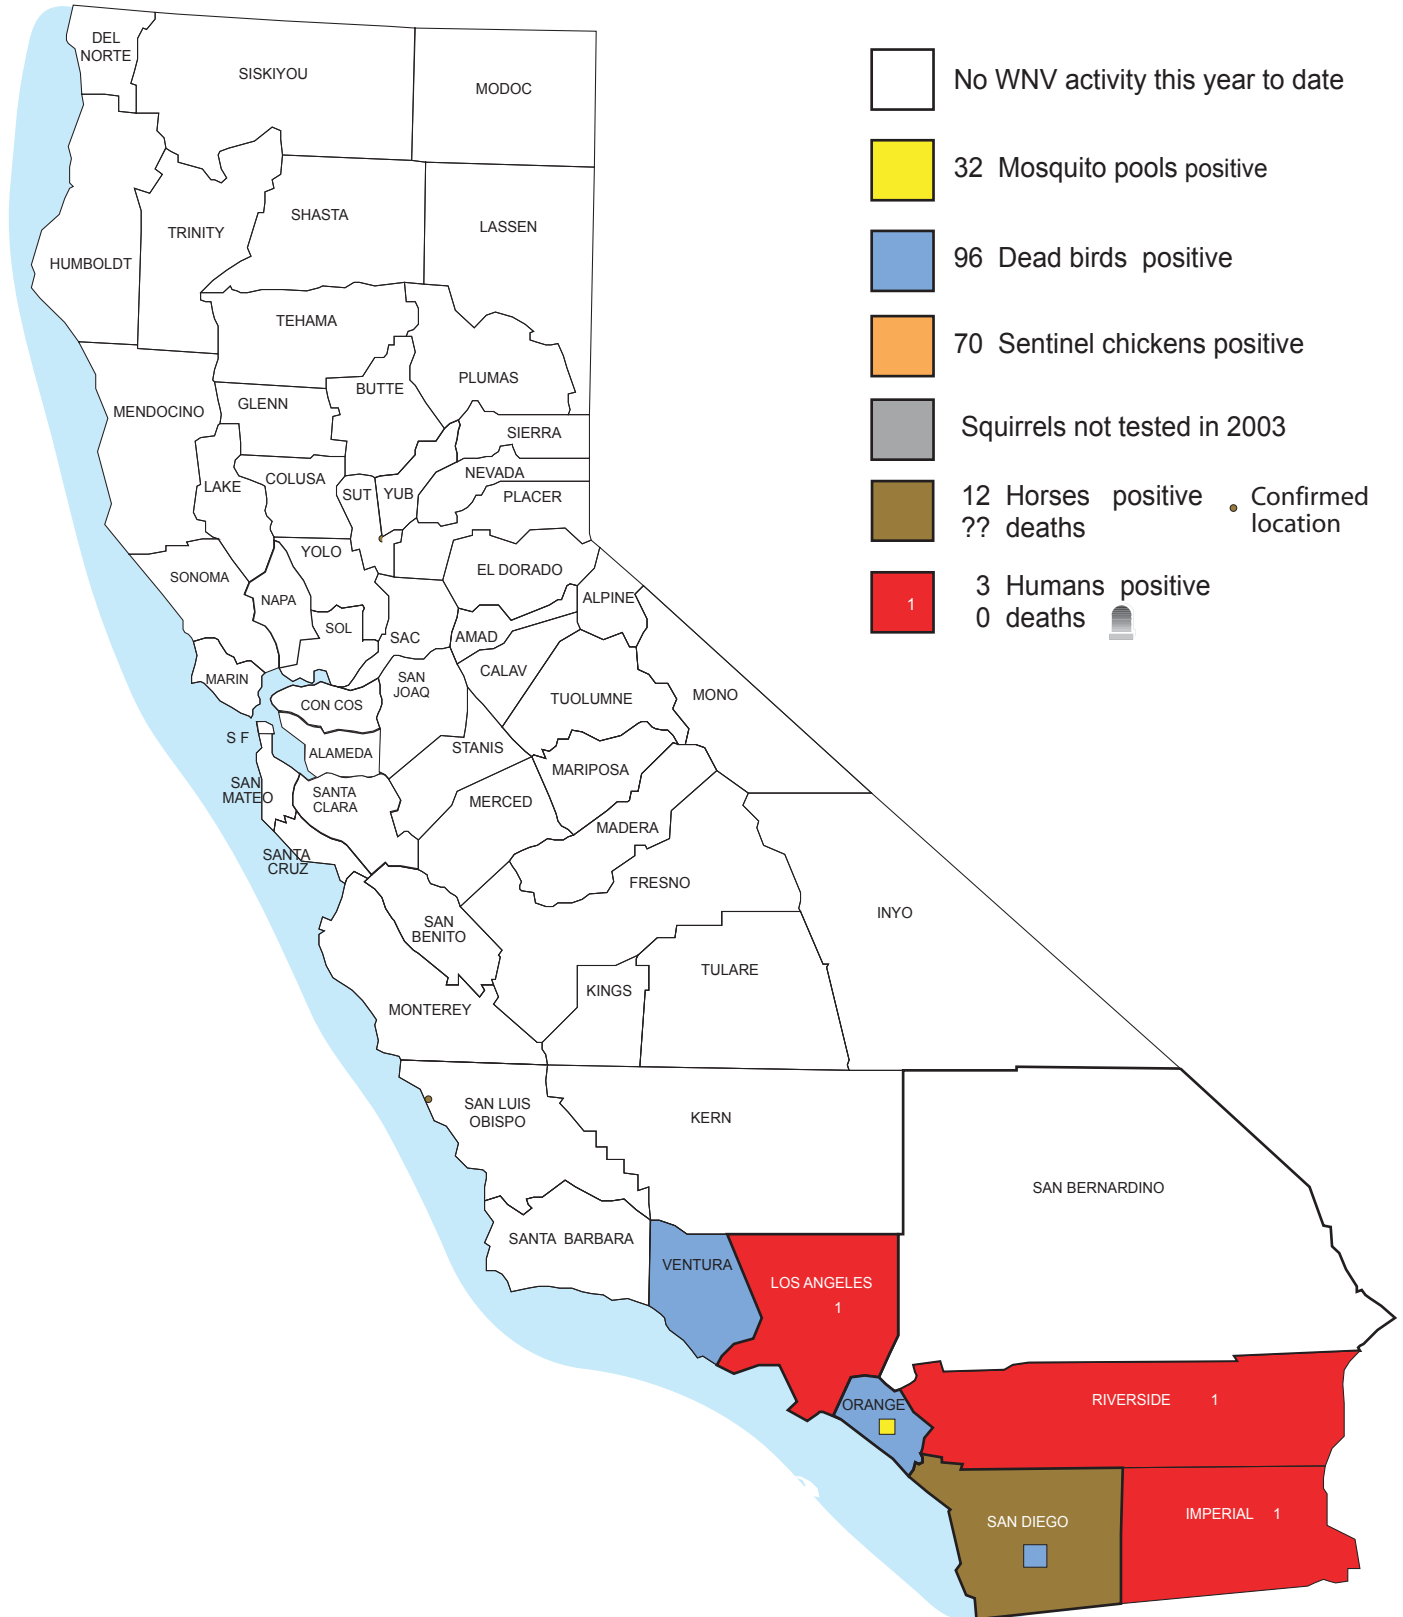 DEL
NORTE
SISKIYOU
MODOC
HUMBOLDT
TRINITY
SHASTA
LASSEN
TEHAMA
PLUMAS
BUTTE
GLENN
MENDOCINO
SIERRA
NEVADA
LAKE
COLUSA
SUT
YUB
PLACER
YOLO
SONOMA
NAPA
EL DORADO
ALPINE
SOL
SAC
AMAD
MARIN
CALAV
SAN
JOAQ
CON COS
TUOLUMNE
MONO
S F
ALAMEDA
STANIS
MARIPOSA
SAN
MATEO
SANTA
CLARA
MERCED
MADERA
SANTA
CRUZ
FRESNO
INYO
SAN
BENITO
TULARE
KINGS
MONTEREY
SAN LUIS
OBISPO
KERN
SAN BERNARDINO
SANTA BARBARA
VENTURA
LOS ANGELES
1
ORANGE
RIVERSIDE 1
SAN DIEGO
IMPERIAL 1
No WNV activity this year to date
32 Mosquito pools positive
96 Dead birds positive
70 Sentinel chickens positive
Squirrels not tested in 2003
12 Horses positive
?? deaths
Confirmed
location
1
3 Humans positive
0 deaths